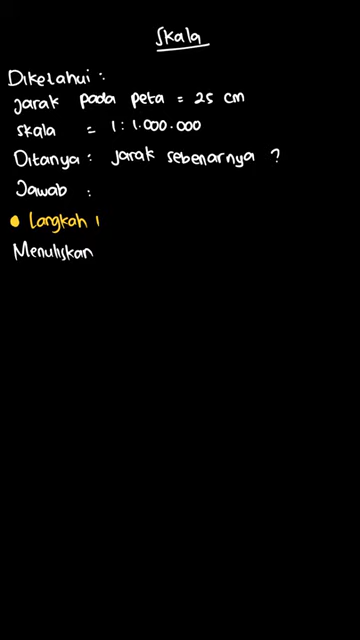 Skala
Diketahui :
Jarak pada peta = 25 cm
skala = 1 : 1.000.000
Ditanya : Jarak sebenarnya ?
Jawab :
• Langkah 1
Menuliskan